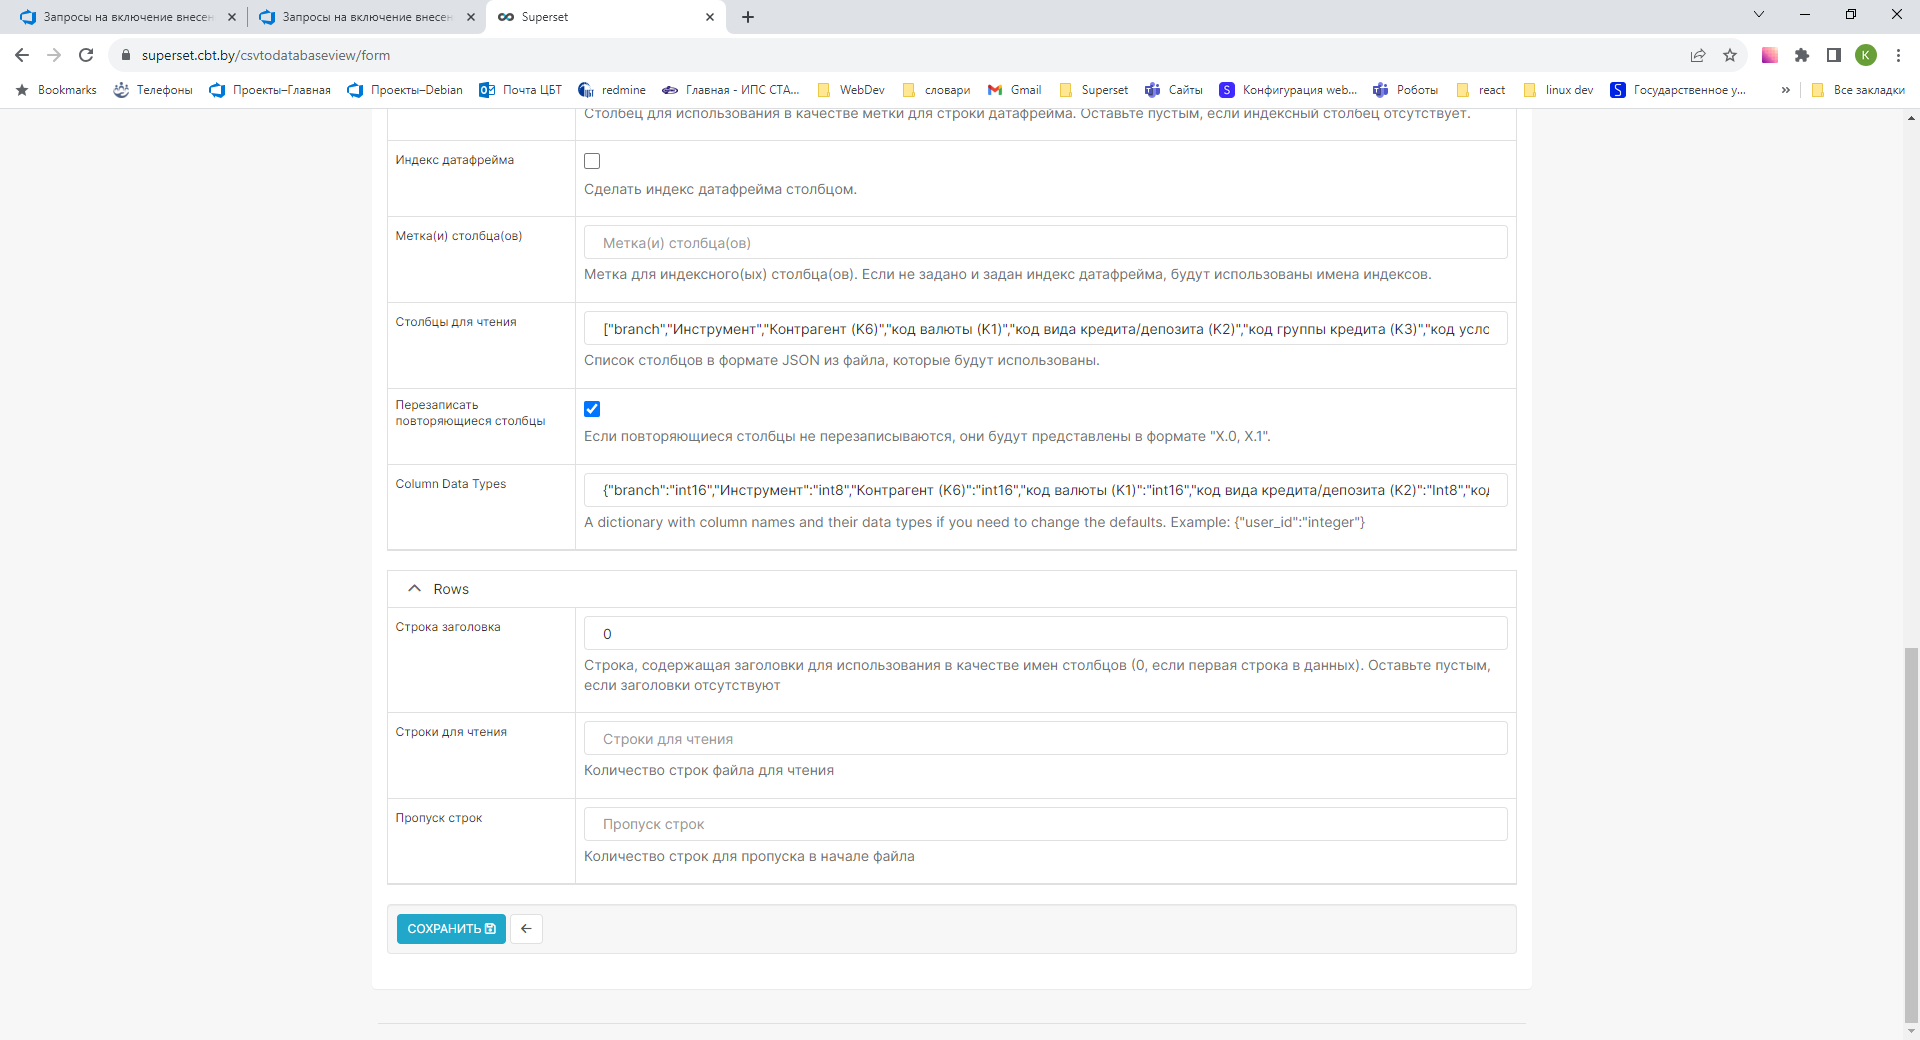 Запросы на включение внесен
Запросы на включение внесен
Superset
superset.cbt.by/csvtodatabaseview/form
K
Bookmarks
Телефоны
Проекты–Главная
Проекты–Debian
Почта ЦБТ
redmine
Главная - ИПС СТА...
WebDev
словари
Gmail
Superset
Сайты
Конфигурация web...
Роботы
react
linux dev
Государственное у...
»
Все закладки
Столбец для использования в качестве метки для строки датафрейма. Оставьте пустым, если индексный столбец отсутствует.
Индекс датафрейма
Сделать индекс датафрейма столбцом.
Метка(и) столбца(ов)
Метка(и) столбца(ов)
Метка для индексного(ых) столбца(ов). Если не задано и задан индекс датафрейма, будут использованы имена индексов.
Столбцы для чтения
["branch","Инструмент","Контрагент (К6)","код валюты (К1)","код вида кредита/депозита (К2)","код группы кредита (К3)","код усло
Список столбцов в формате JSON из файла, которые будут использованы.
Перезаписать
повторяющиеся столбцы
Если повторяющиеся столбцы не перезаписываются, они будут представлены в формате "X.0, X.1".
Column Data Types
{"branch":"int16","Инструмент":"int8","Контрагент (К6)":"int16","код валюты (К1)":"int16","код вида кредита/депозита (К2)":"Int8","код
A dictionary with column names and their data types if you need to change the defaults. Example: {"user_id":"integer"}
Rows
Строка заголовка
0
Строка, содержащая заголовки для использования в качестве имен столбцов (0, если первая строка в данных). Оставьте пустым,
если заголовки отсутствуют
Строки для чтения
Строки для чтения
Количество строк файла для чтения
Пропуск строк
Пропуск строк
Количество строк для пропуска в начале файла
СОХРАНИТЬ